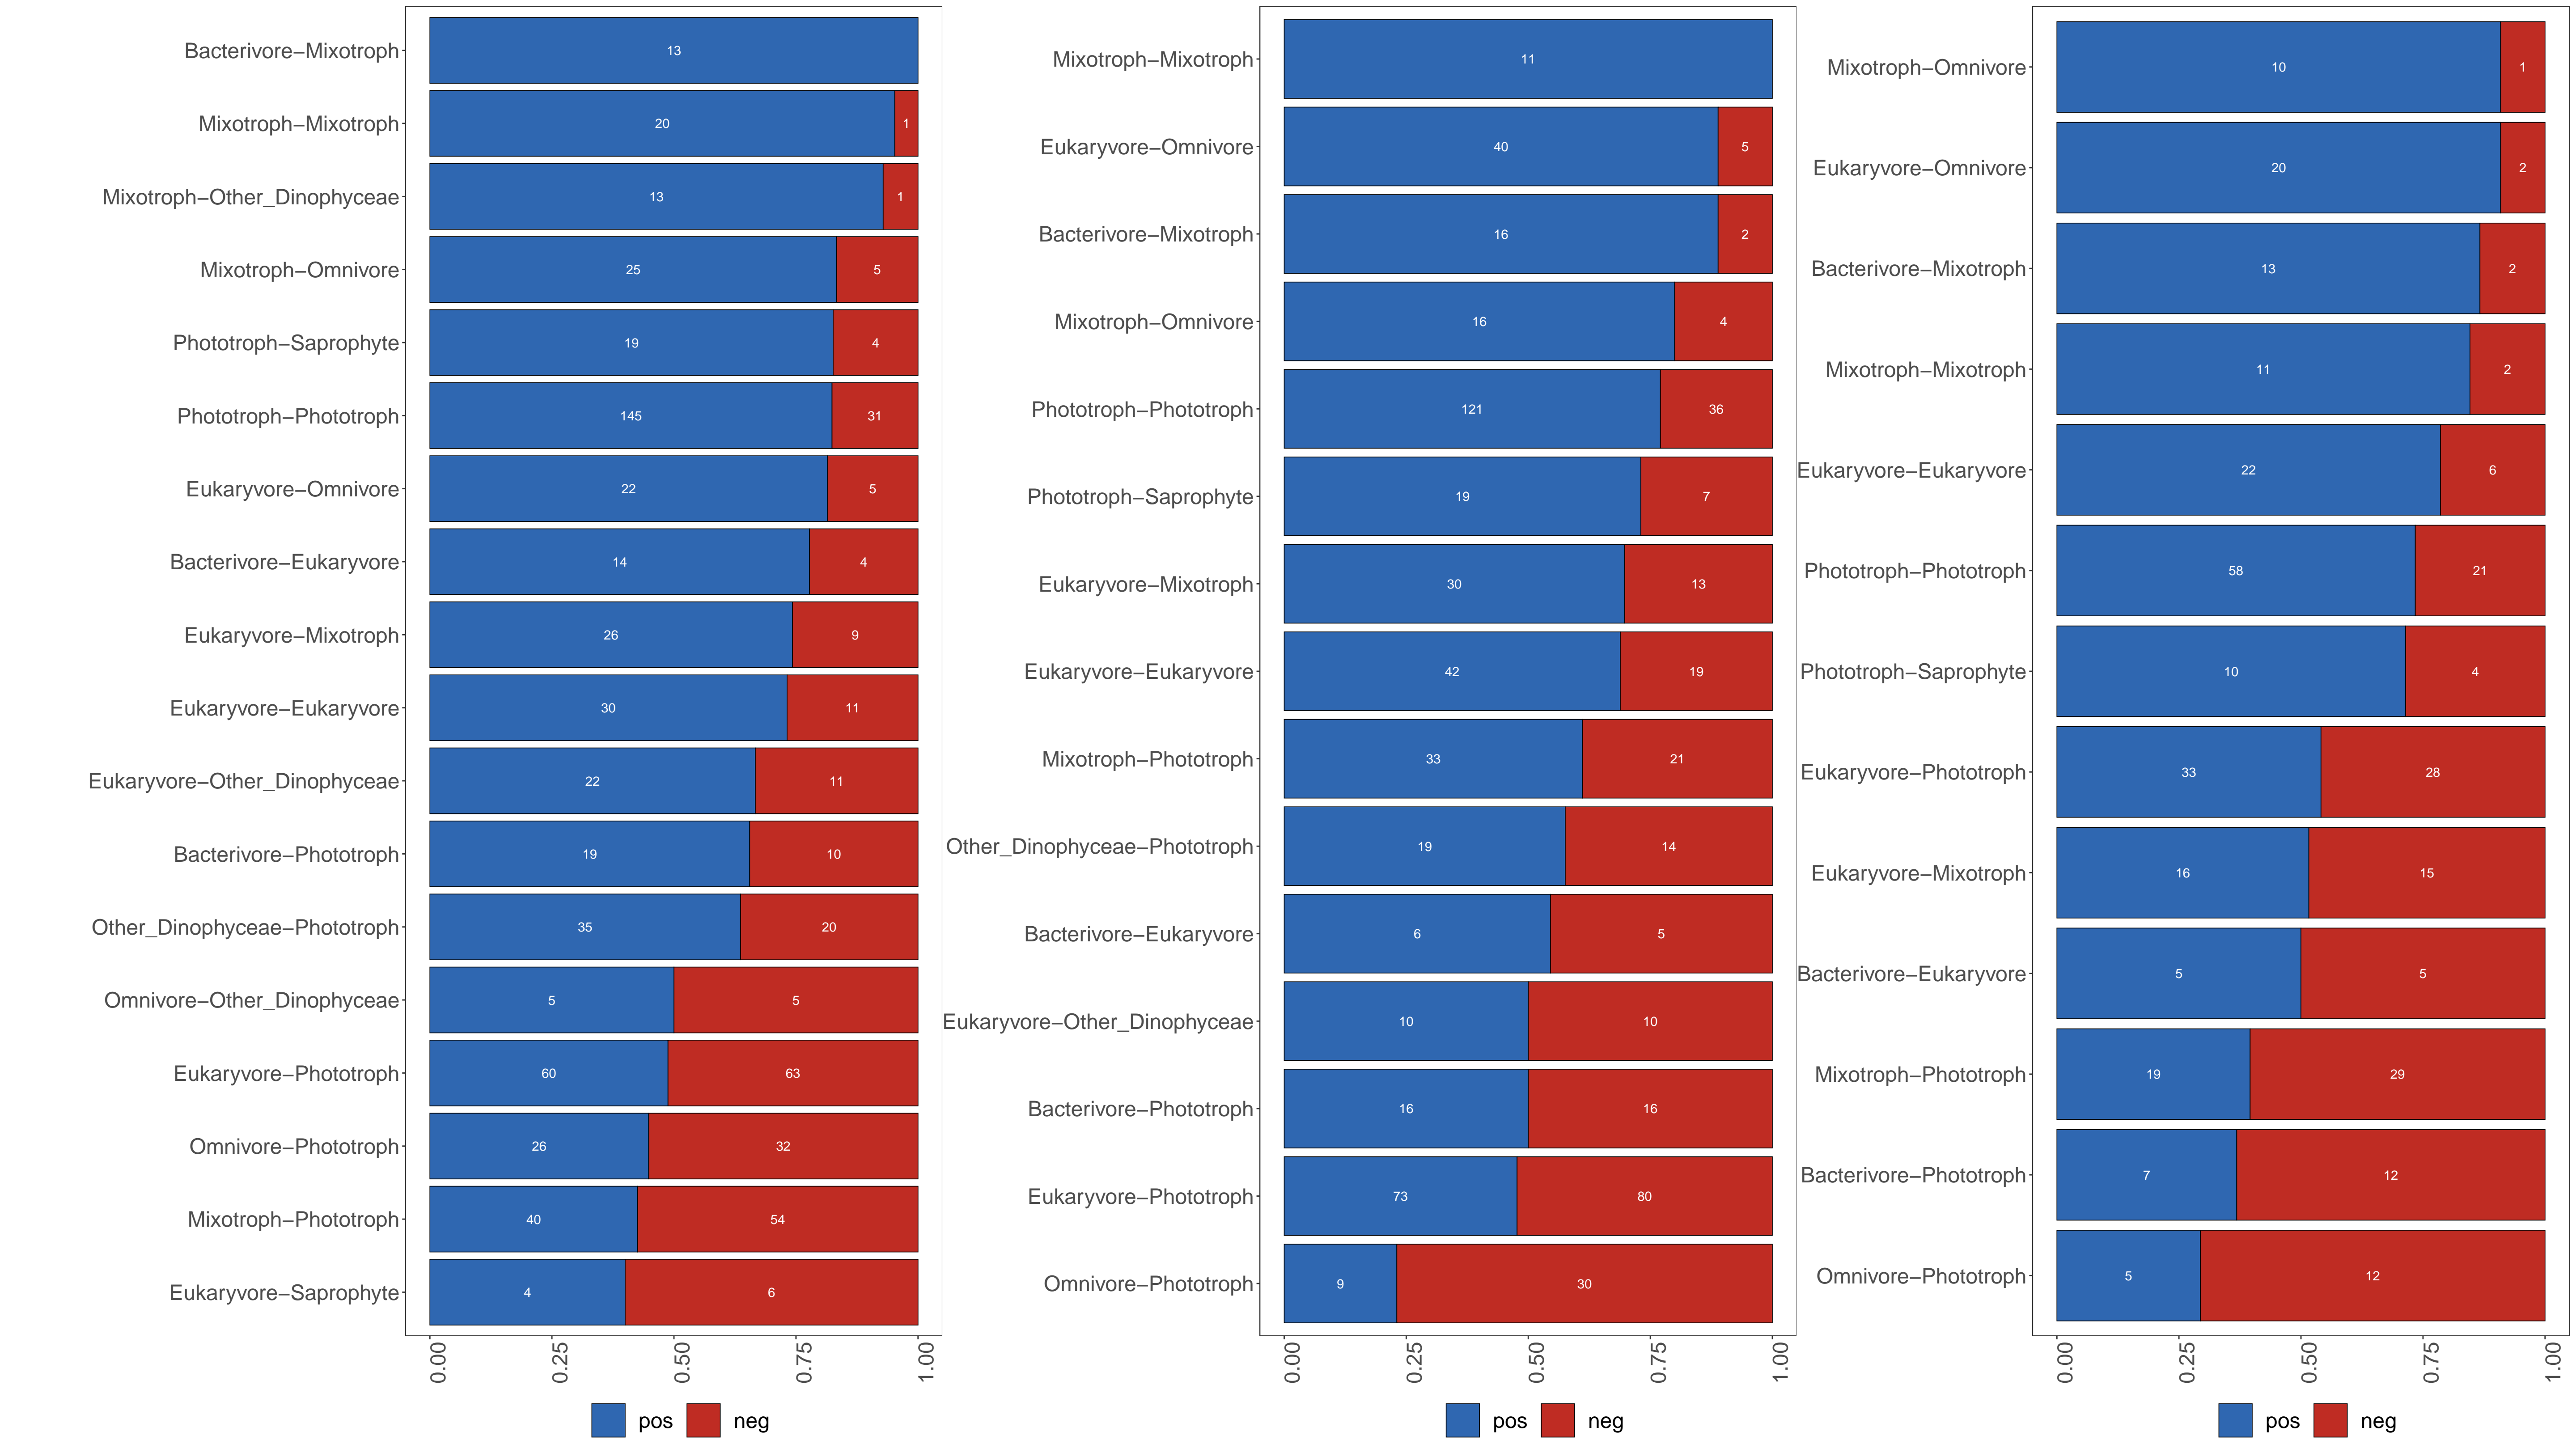 Bacterivore–Mixotroph 13
Mixotroph–Mixotroph 20 1
Mixotroph–Other_Dinophyceae 13 1
Mixotroph–Omnivore 25 5
Phototroph–Saprophyte 19 4
Phototroph–Phototroph 145 31
Eukaryvore–Omnivore 22 5
Bacterivore–Eukaryvore 14 4
Eukaryvore–Mixotroph 26 9
Eukaryvore–Eukaryvore 30 11
Eukaryvore–Other_Dinophyceae 22 11
Bacterivore–Phototroph 19 10
Other_Dinophyceae–Phototroph 35 20
Omnivore–Other_Dinophyceae 5 5
Eukaryvore–Phototroph 60 63
Omnivore–Phototroph 26 32
Mixotroph–Phototroph 40 54
Eukaryvore–Saprophyte 4 6
0.00 0.25 0.50 0.75 1.00
pos neg
Mixotroph–Mixotroph 11
Eukaryvore–Omnivore 40 5
Bacterivore–Mixotroph 16 2
Mixotroph–Omnivore 16 4
Phototroph–Phototroph 121 36
Phototroph–Saprophyte 19 7
Eukaryvore–Mixotroph 30 13
Eukaryvore–Eukaryvore 42 19
Mixotroph–Phototroph 33 21
Other_Dinophyceae–Phototroph 19 14
Bacterivore–Eukaryvore 6 5
Eukaryvore–Other_Dinophyceae 10 10
Bacterivore–Phototroph 16 16
Eukaryvore–Phototroph 73 80
Omnivore–Phototroph 9 30
0.00 0.25 0.50 0.75 1.00
pos neg
Mixotroph–Omnivore 10 1
Eukaryvore–Omnivore 20 2
Bacterivore–Mixotroph 13 2
Mixotroph–Mixotroph 11 2
Eukaryvore–Eukaryvore 22 6
Phototroph–Phototroph 58 21
Phototroph–Saprophyte 10 4
Eukaryvore–Phototroph 33 28
Eukaryvore–Mixotroph 16 15
Bacterivore–Eukaryvore 5 5
Mixotroph–Phototroph 19 29
Bacterivore–Phototroph 7 12
Omnivore–Phototroph 5 12
0.00 0.25 0.50 0.75 1.00
pos neg